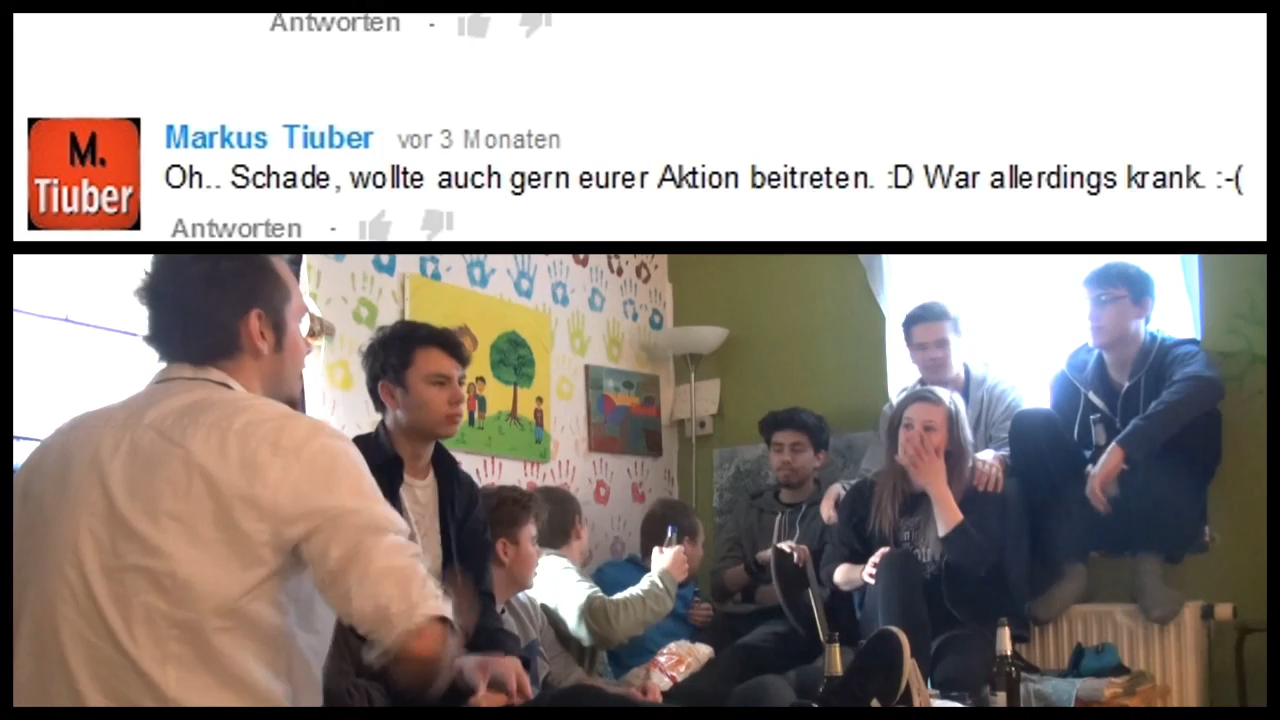 Antworten ·
M.
Tiuber
Markus Tiuber vor 3 Monaten
Oh.. Schade, wollte auch gern eurer Aktion beitreten. :D War allerdings krank. :-(
Antworten ·